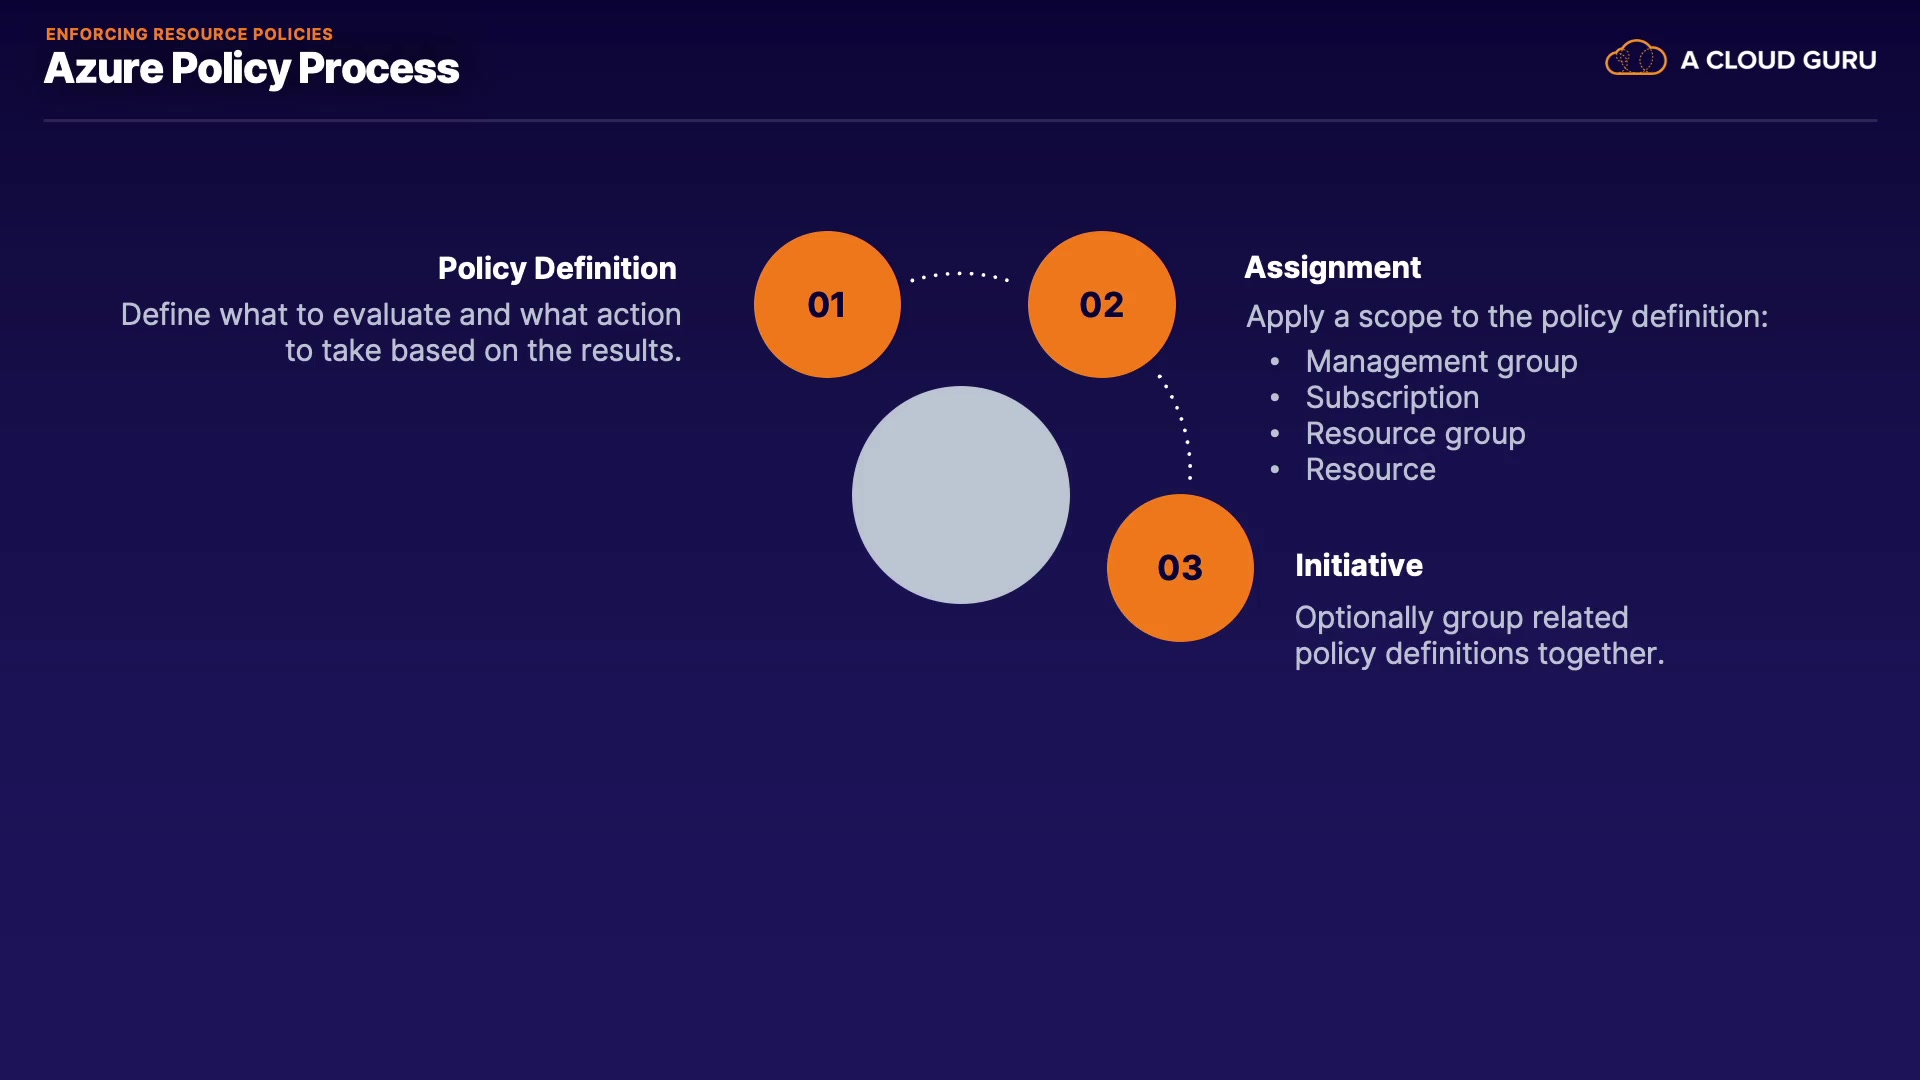 ENFORCING RESOURCE POLICIES
Azure Policy Process
A CLOUD GURU
Policy Definition
Define what to evaluate and what action
to take based on the results.
01
02
Assignment
Apply a scope to the policy definition:
• Management group
• Subscription
• Resource group
• Resource
03
Initiative
Optionally group related
policy definitions together.